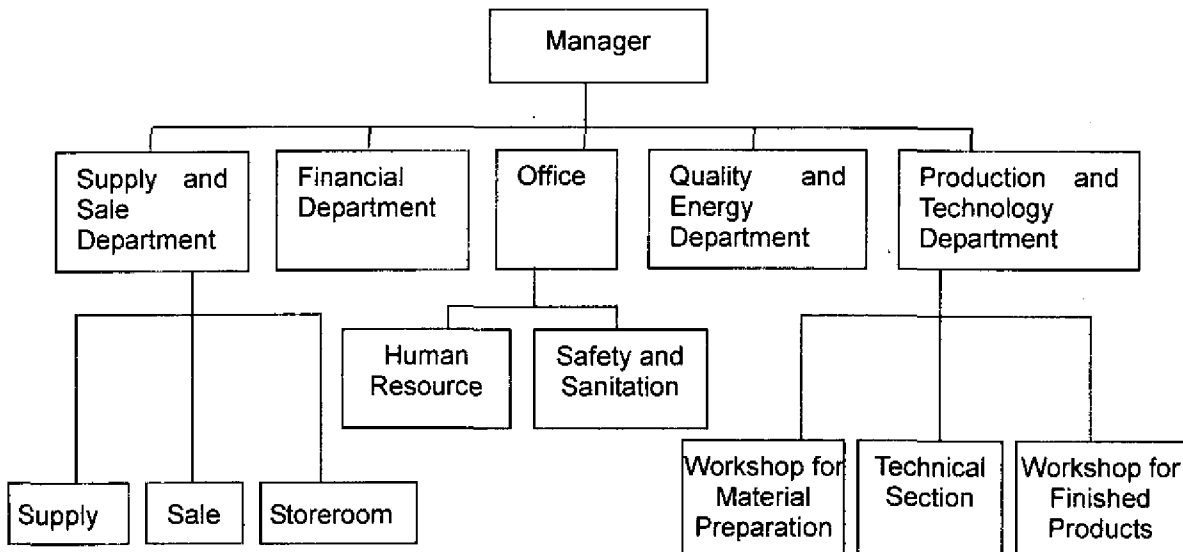 Manager
Supply and
Sale
Department
Financial
Department
Office
Quality and
Energy
Department
Production and
Technology
Department
Human
Resource
Safety and
Sanitation
Supply
Sale
Storeroom
Workshop for
Material
Preparation
Technical
Section
Workshop for
Finished
Products